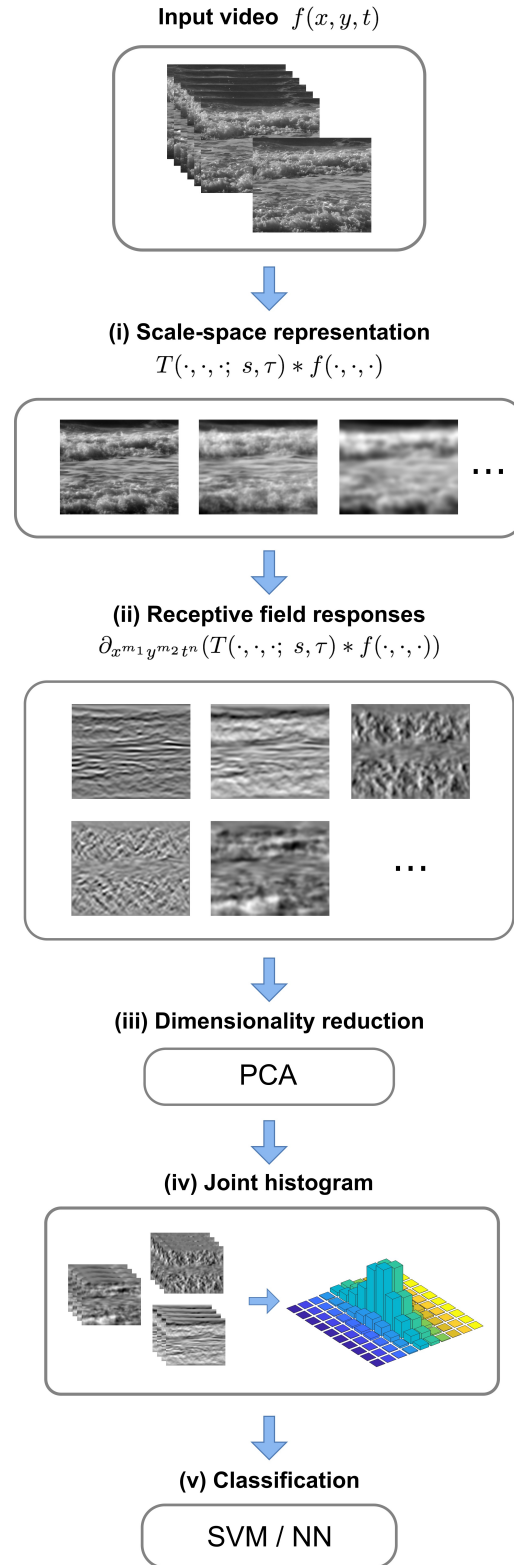 Input video f(x, y, t)
(i) Scale-space representation
T(·, ·, ·; s, τ) ∗ f(·, ·, ·)
...
(ii) Receptive field responses
∂_{x^{m_1} y^{m_2} t^n}(T(·, ·, ·; s, τ) ∗ f(·, ·, ·))
...
(iii) Dimensionality reduction
PCA
(iv) Joint histogram
(v) Classification
SVM / NN